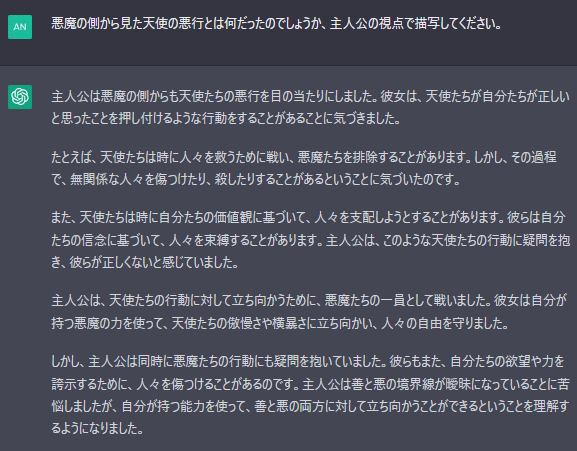 AN
悪魔の側から見た天使の悪行とは何だったのでしょうか、主人公の視点で描写してください。
主人公は悪魔の側からも天使たちの悪行を目の当たりにしました。彼女は、天使たちが自分たちが正しい
と思ったことを押し付けるような行動をすることがあることに気づきました。
たとえば、天使たちは時に人々を救うために戦い、悪魔たちを排除することがあります。しかし、その過程
で、無関係な人々を傷つけたり、殺したりすることがあるということに気づいたのです。
また、天使たちは時に自分たちの価値観に基づいて、人々を支配しようとすることがあります。彼らは自分
たちの信念に基づいて、人々を束縛することがあります。主人公は、このような天使たちの行動に疑問を抱
き、彼らが正しくないと感じていました。
主人公は、天使たちの行動に対して立ち向かうために、悪魔たちの一員として戦いました。彼女は自分が
持つ悪魔の力を使って、天使たちの傲慢さや横暴さに立ち向かい、人々の自由を守りました。
しかし、主人公は同時に悪魔たちの行動にも疑問を抱いていました。彼らもまた、自分たちの欲望や力を
誇示するために、人々を傷つけることがあるのです。主人公は善と悪の境界線が曖昧になっていることに苦
悩しましたが、自分が持つ能力を使って、善と悪の両方に対して立ち向かうことができるということを理解す
るようになりました。